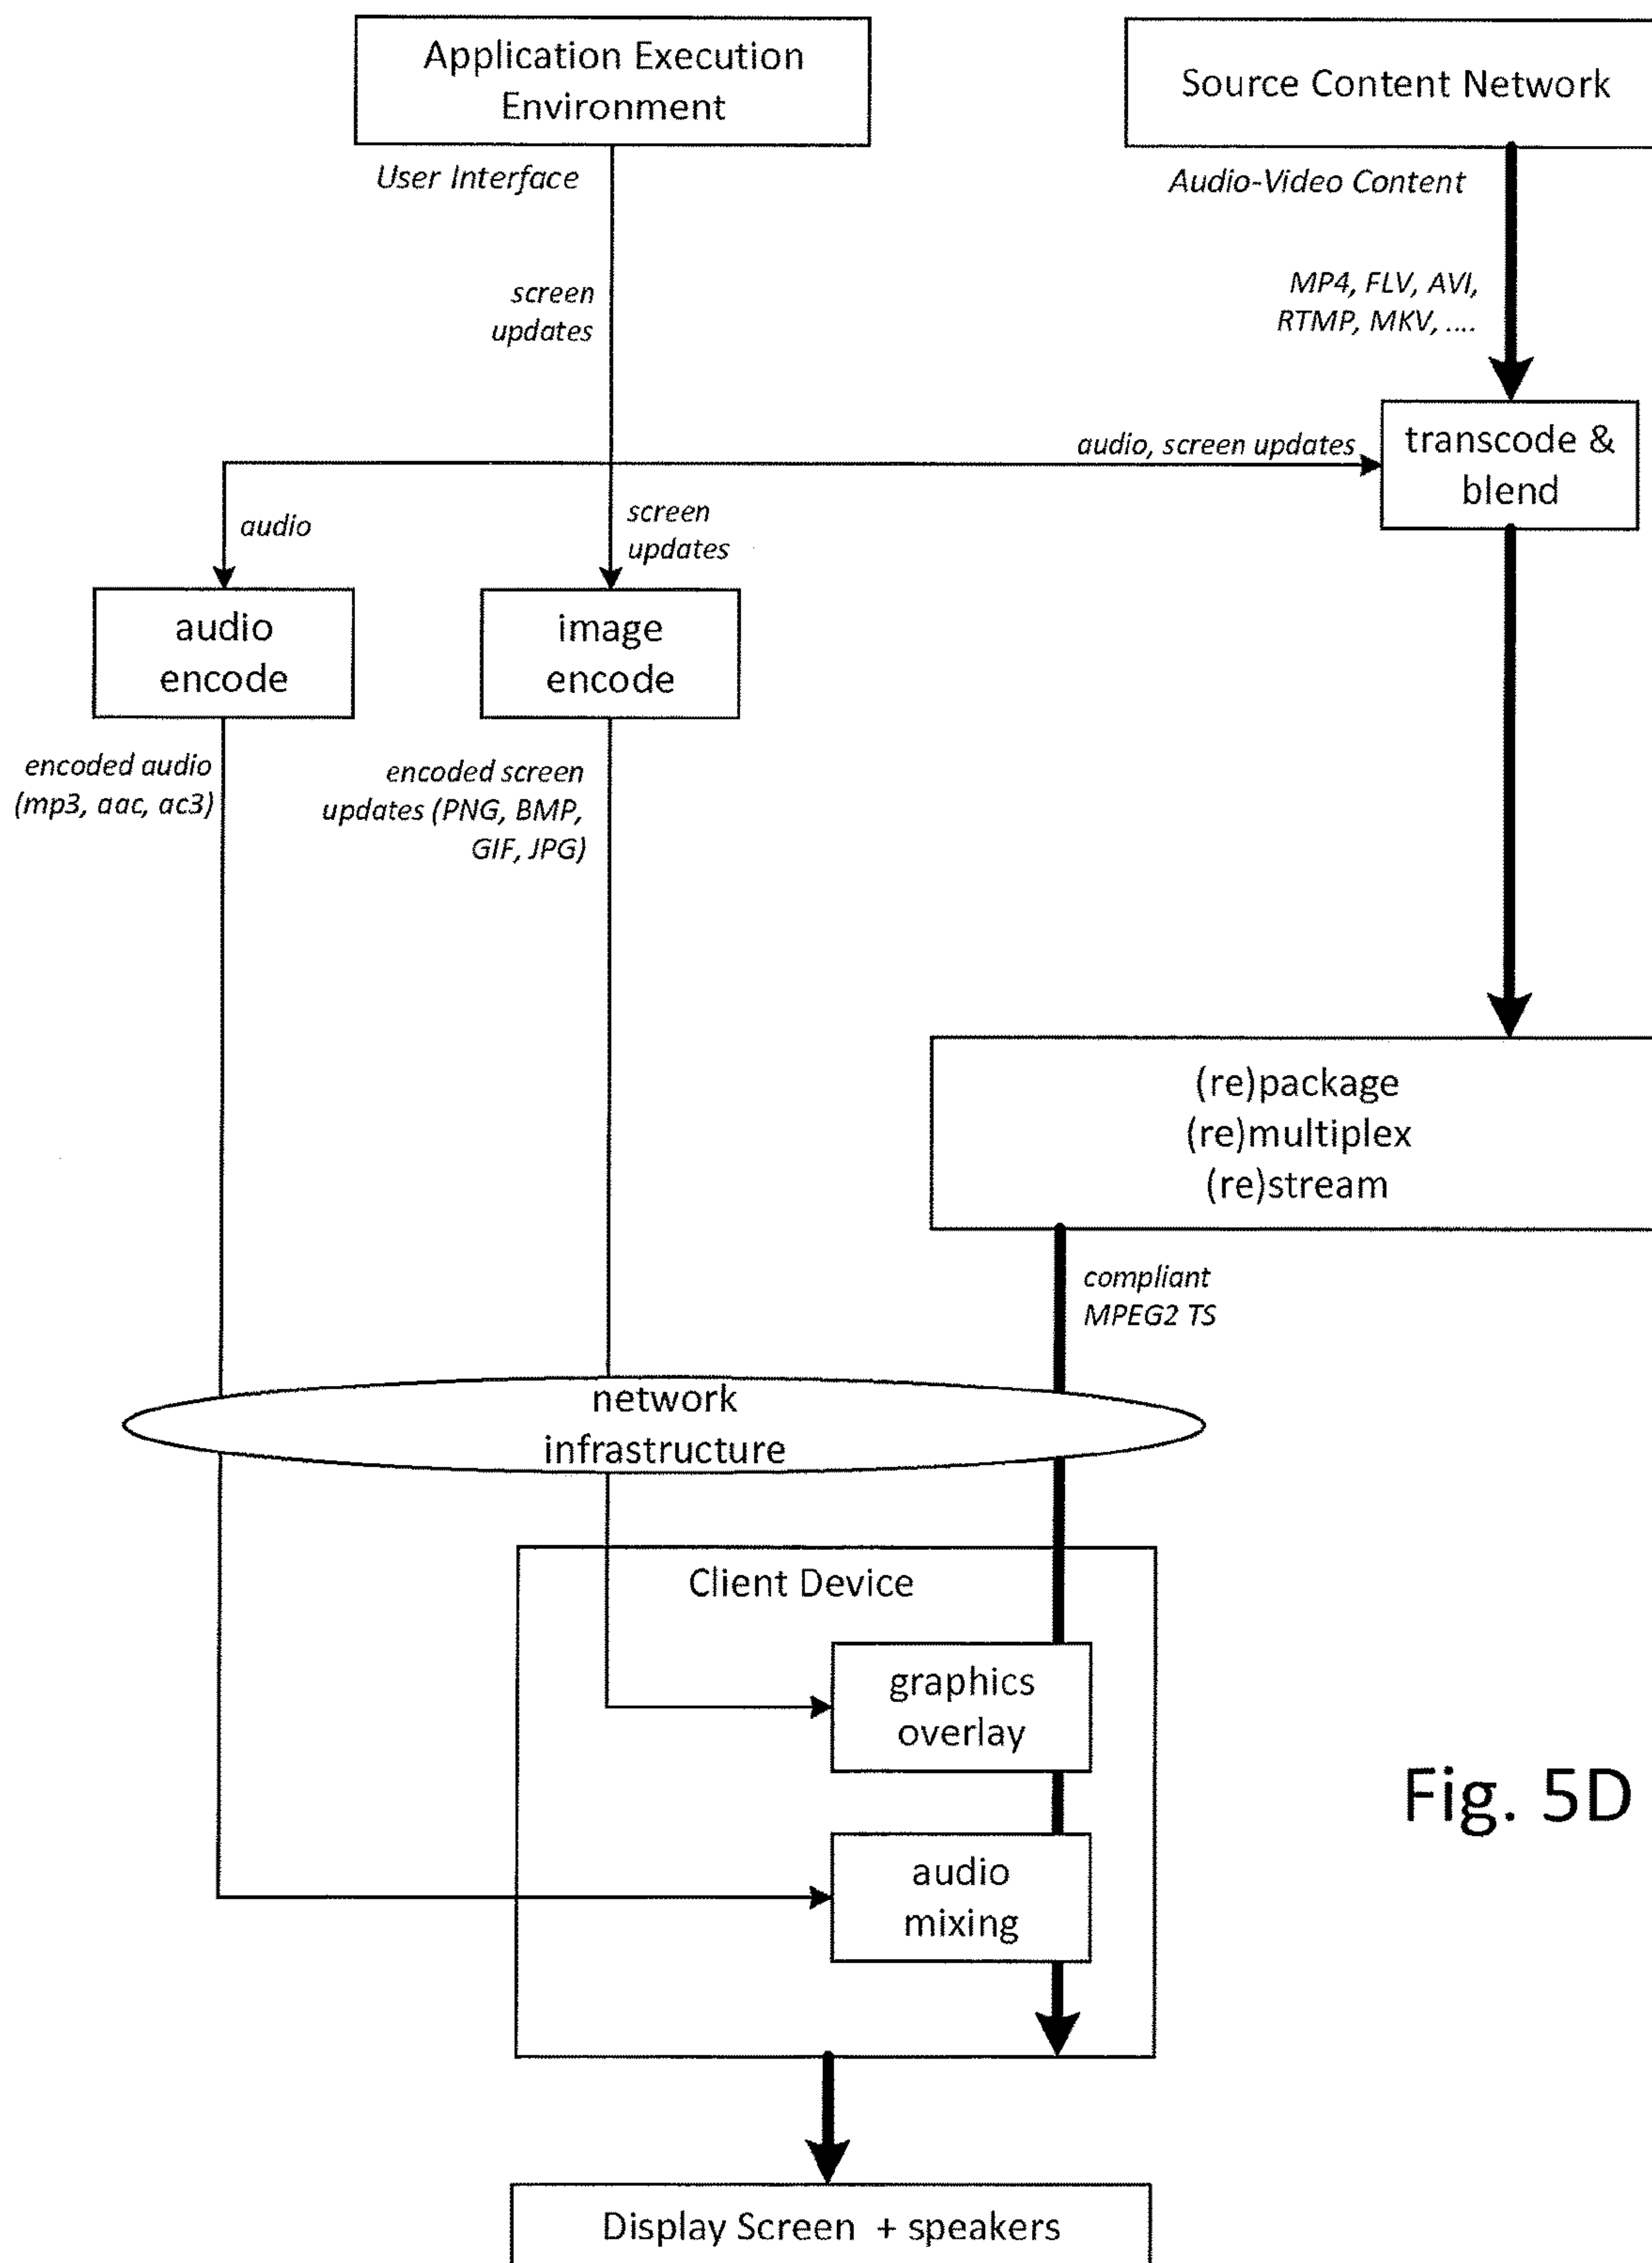 Application Execution
Environment
Source Content Network
User Interface
Audio-Video Content
screen
updates
MP4, FLV, AVI,
RTMP, MKV, ....
audio, screen updates
transcode &
blend
audio
screen
updates
audio
encode
image
encode
encoded audio
(mp3, aac, ac3)
encoded screen
updates (PNG, BMP,
GIF, JPG)
(re)package
(re)multiplex
(re)stream
compliant
MPEG2 TS
network
infrastructure
Client Device
graphics
overlay
Fig. 5D
audio
mixing
Display Screen + speakers